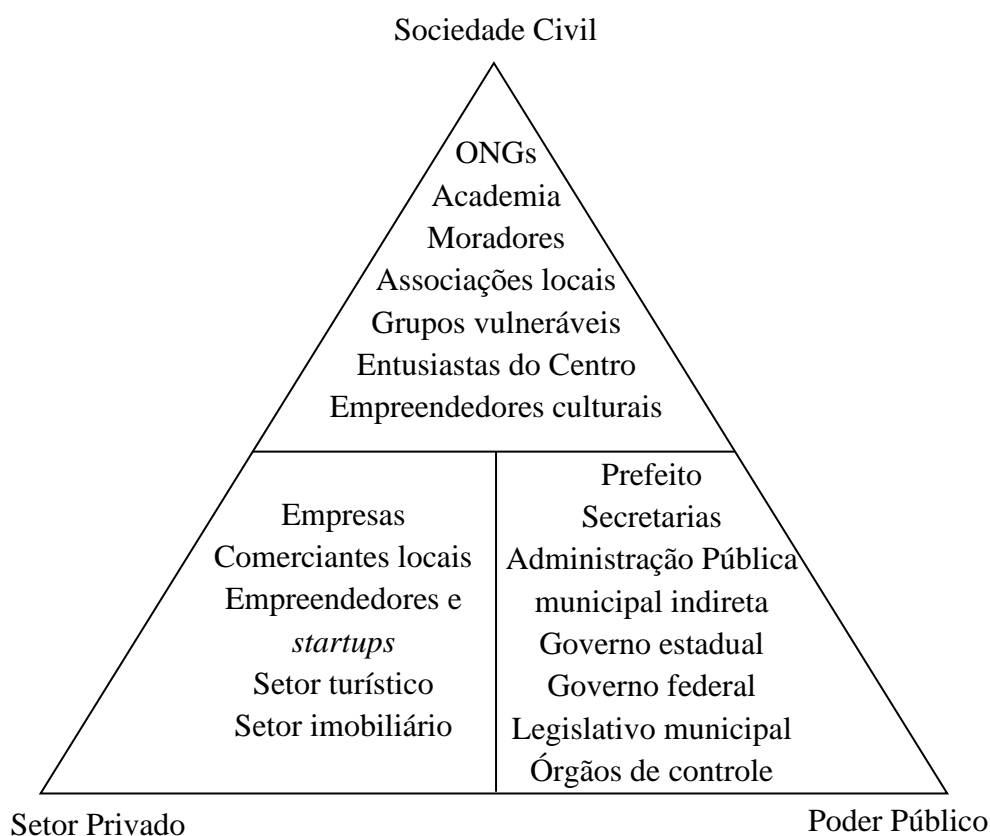 Sociedade Civil
ONGs
Academia
Moradores
Associações locais
Grupos vulneráveis
Entusiastas do Centro
Empreendedores culturais
Empresas
Comerciantes locais
Empreendedores e
startups
Setor turístico
Setor imobiliário
Prefeito
Secretarias
Administração Pública
municipal indireta
Governo estadual
Governo federal
Legislativo municipal
Órgãos de controle
Setor Privado
Poder Público